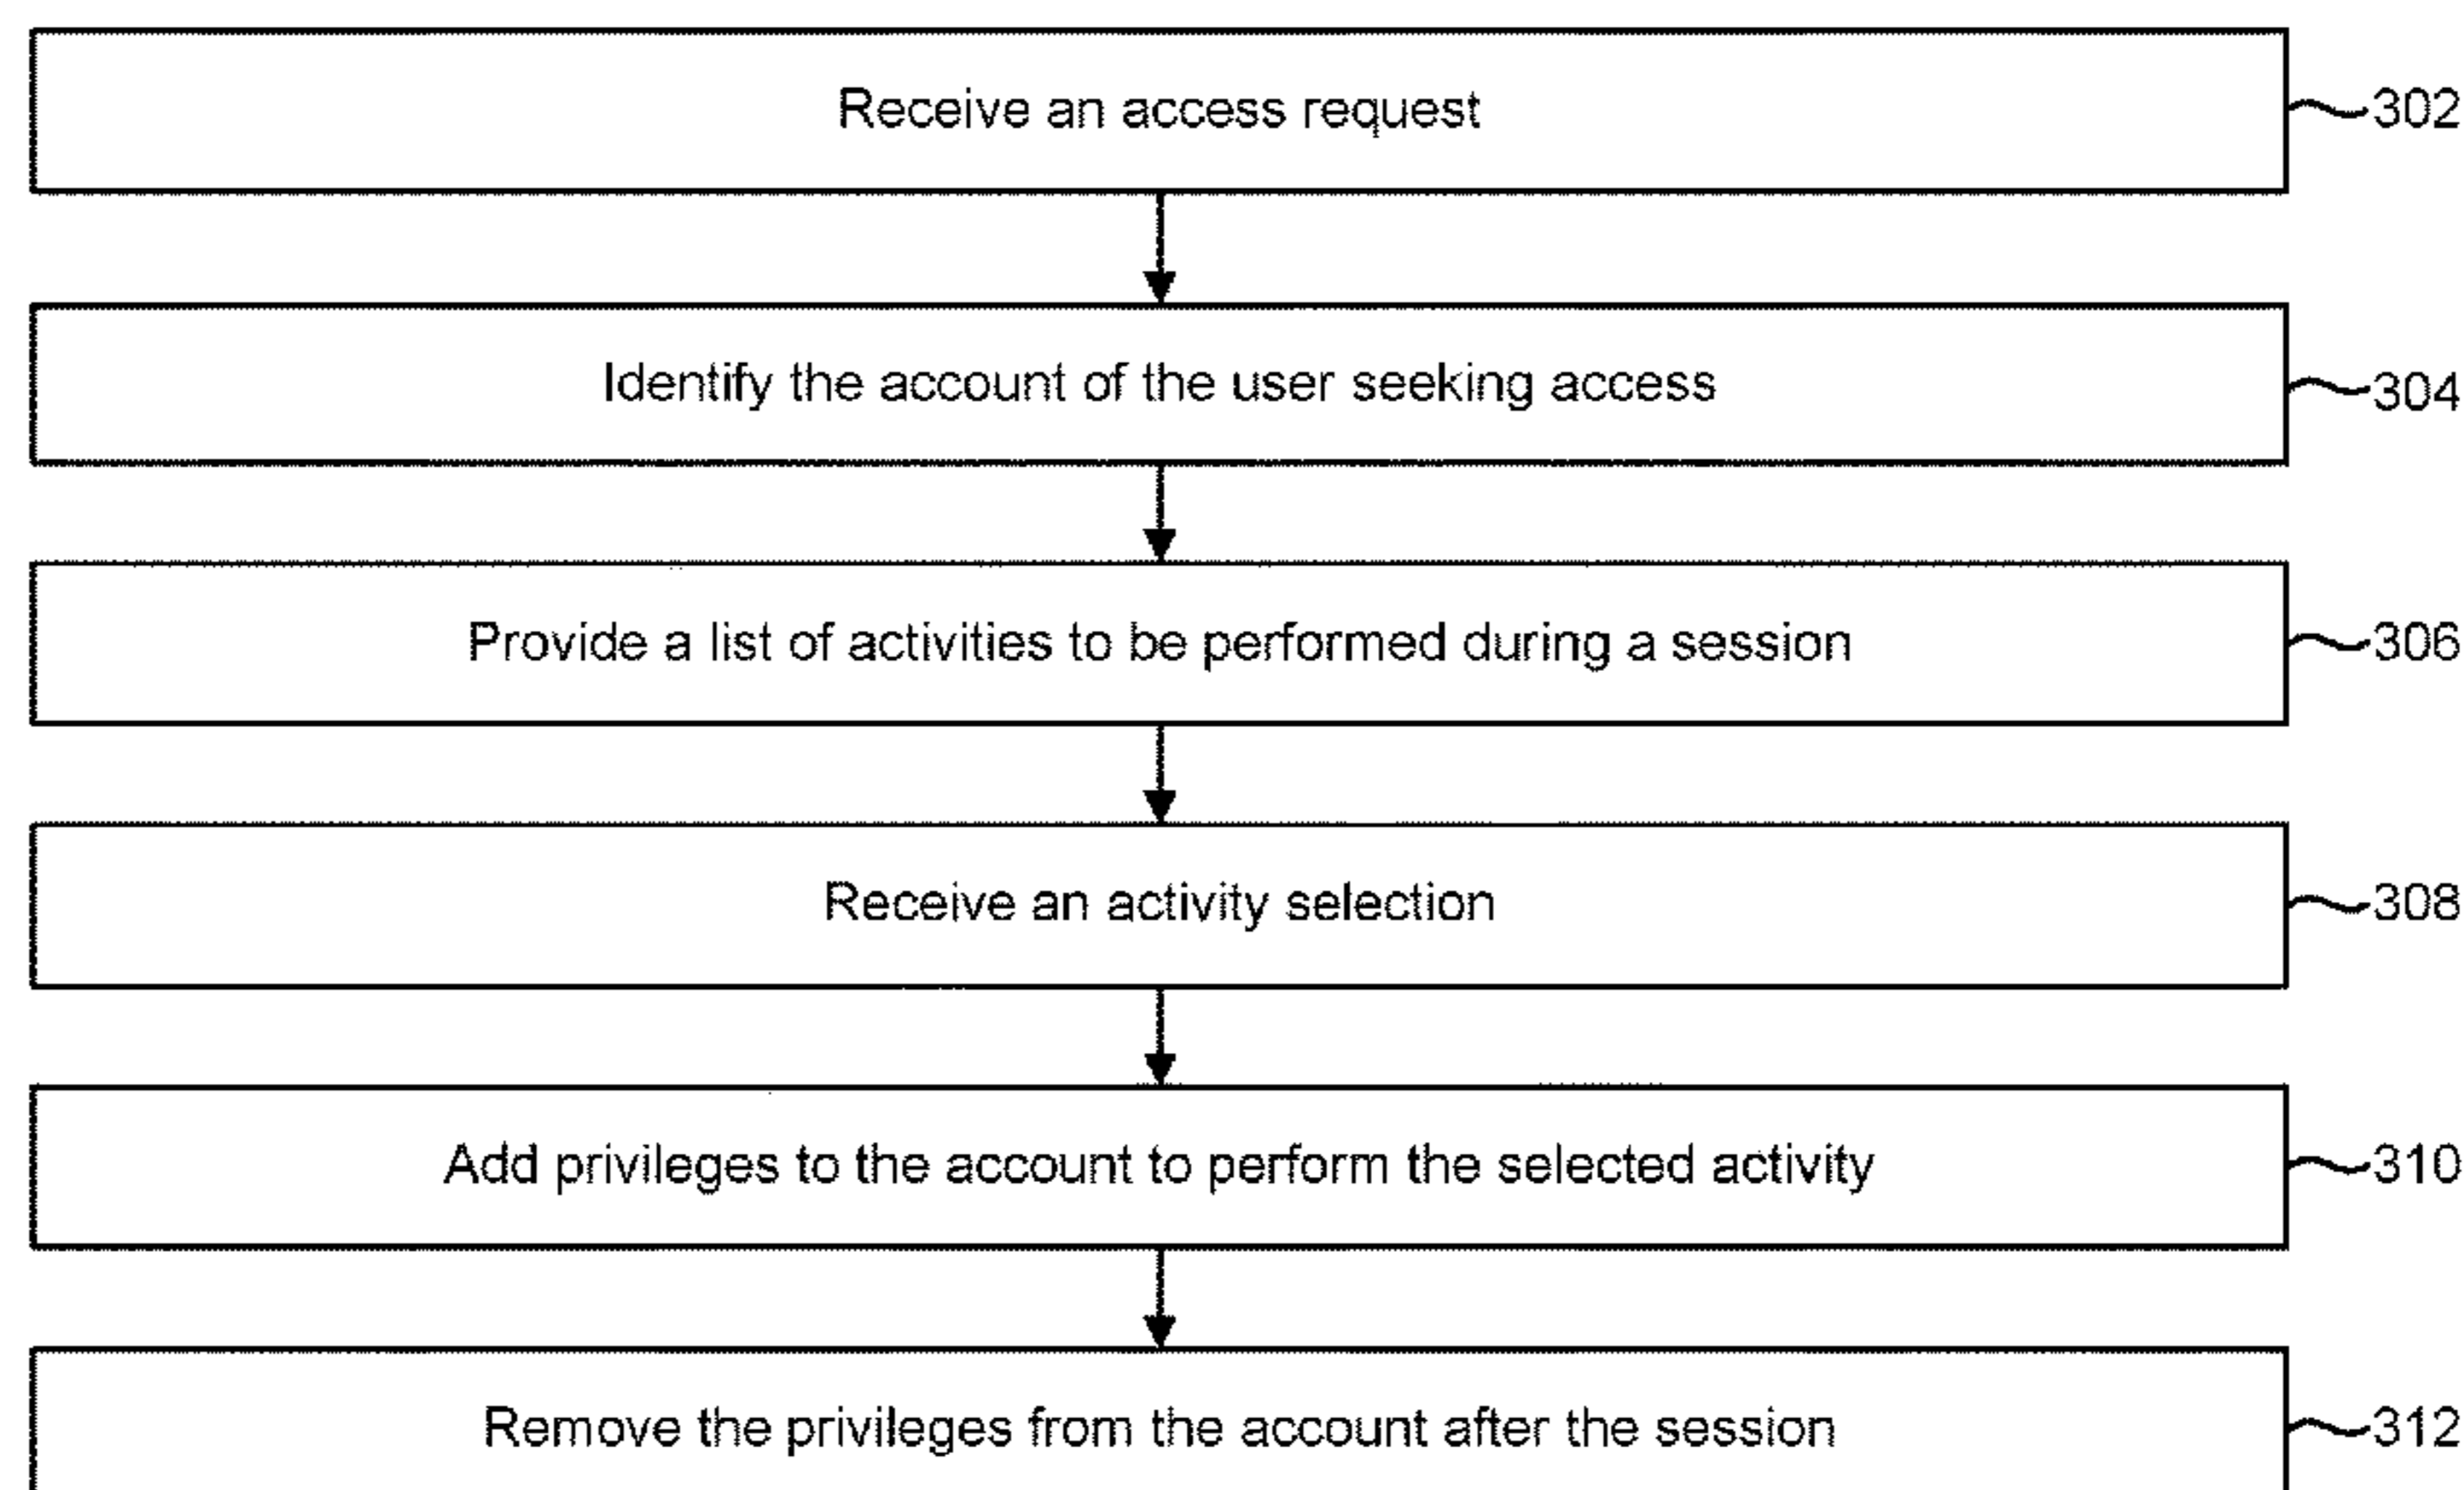 Receive an access request
302
Identify the account of the user seeking access
304
Provide a list of activities to be performed during a session
306
Receive an activity selection
308
Add privileges to the account to perform the selected activity
310
Remove the privileges from the account after the session
312